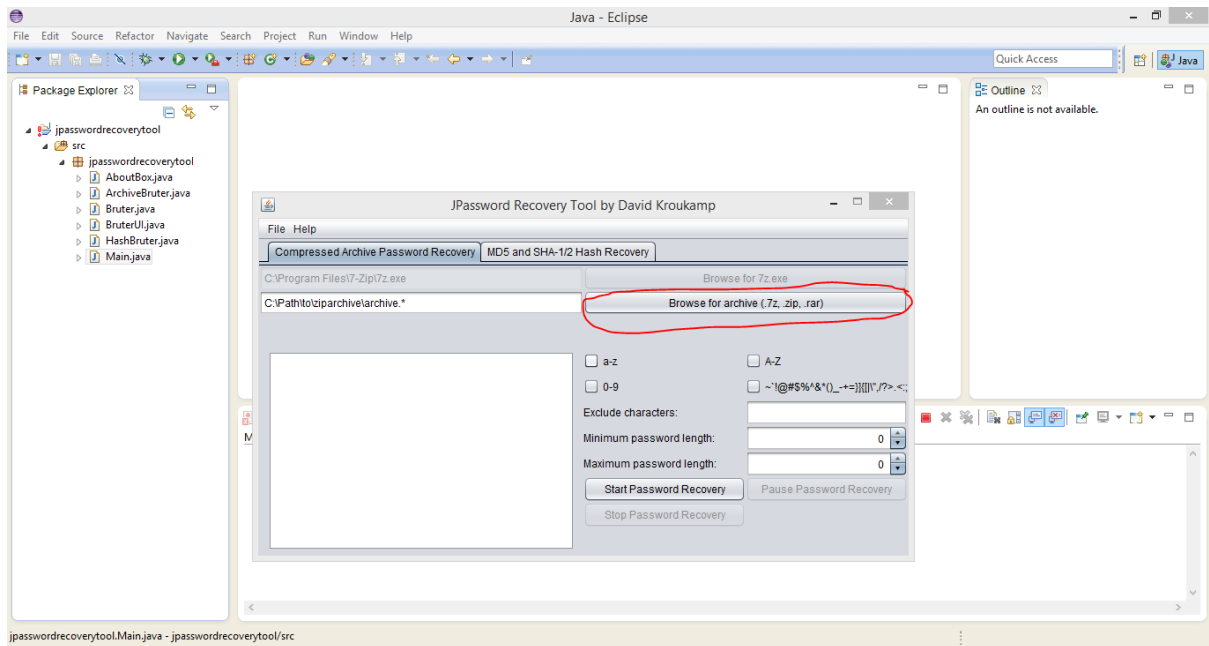 Java - Eclipse
File Edit Source Refactor Navigate Search Project Run Window Help
Quick Access
Java
Package Explorer
Outline
An outline is not available.
jpasswordrecoverytool
src
jpasswordrecoverytool
AboutBox.java
ArchiveBruter.java
Bruter.java
BruterUI.java
HashBruter.java
Main.java
JPassword Recovery Tool by David Kroukamp
File Help
Compressed Archive Password Recovery MD5 and SHA-1/2 Hash Recovery
C:\Program Files\7-Zip\7z.exe Browse for 7z.exe
C:\Path\to\ziparchive\archive.* Browse for archive (.7z, .zip, .rar)
a-z A-Z
0-9 ~`!@#$%^&*()_-+=}]{[|\",/?>.<:;
Exclude characters:
Minimum password length: 0
Maximum password length: 0
Start Password Recovery Pause Password Recovery
Stop Password Recovery
M
jpasswordrecoverytool.Main.java - jpasswordrecoverytool/src